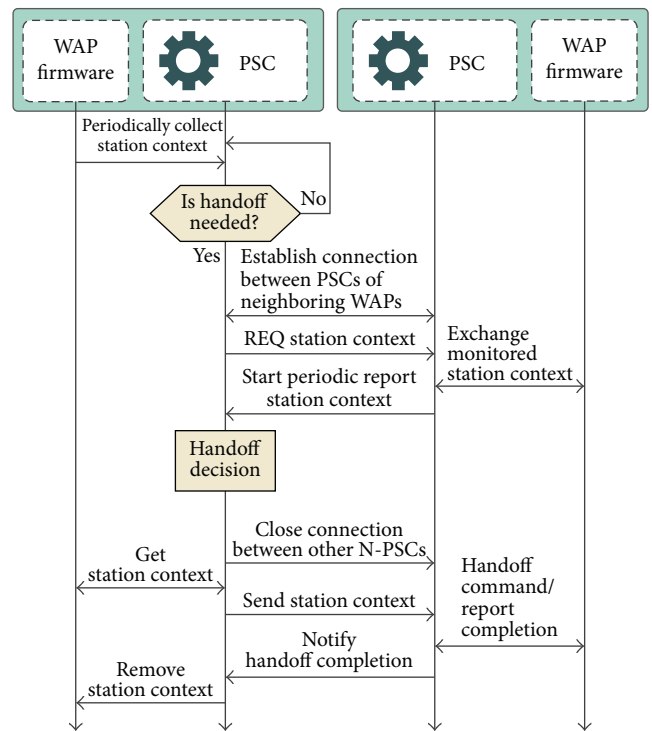 WAP
firmware
PSC
PSC
WAP
firmware
Periodically collect
station context
Is handoff
needed?
No
Yes
Establish connection
between PSCs of
neighboring WAPs
REQ station context
Exchange
monitored
station context
Start periodic report
station context
Handoff
decision
Close connection
between other N-PSCs
Get
station context
Handoff
command/
report
completion
Send station context
Notify
handoff completion
Remove
station context